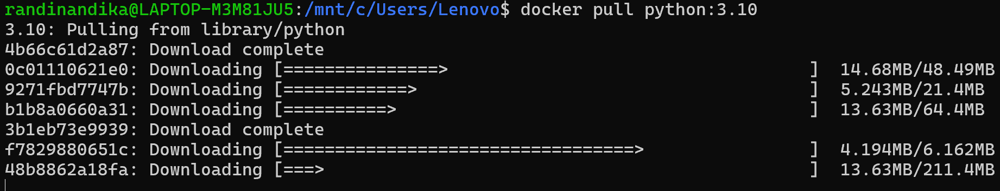 randinandika@LAPTOP-M3M81JU5:/mnt/c/Users/Lenovo$ docker pull python:3.10
3.10: Pulling from library/python
4b66c61d2a87: Download complete
0c01110621e0: Downloading [===============>                                   ]  14.68MB/48.49MB
9271fbd7747b: Downloading [============>                                      ]  5.243MB/21.4MB
b1b8a0660a31: Downloading [==========>                                        ]  13.63MB/64.4MB
3b1eb73e9939: Download complete
f7829880651c: Downloading [==================================>                ]  4.194MB/6.162MB
48b8862a18fa: Downloading [===>                                               ]  13.63MB/211.4MB